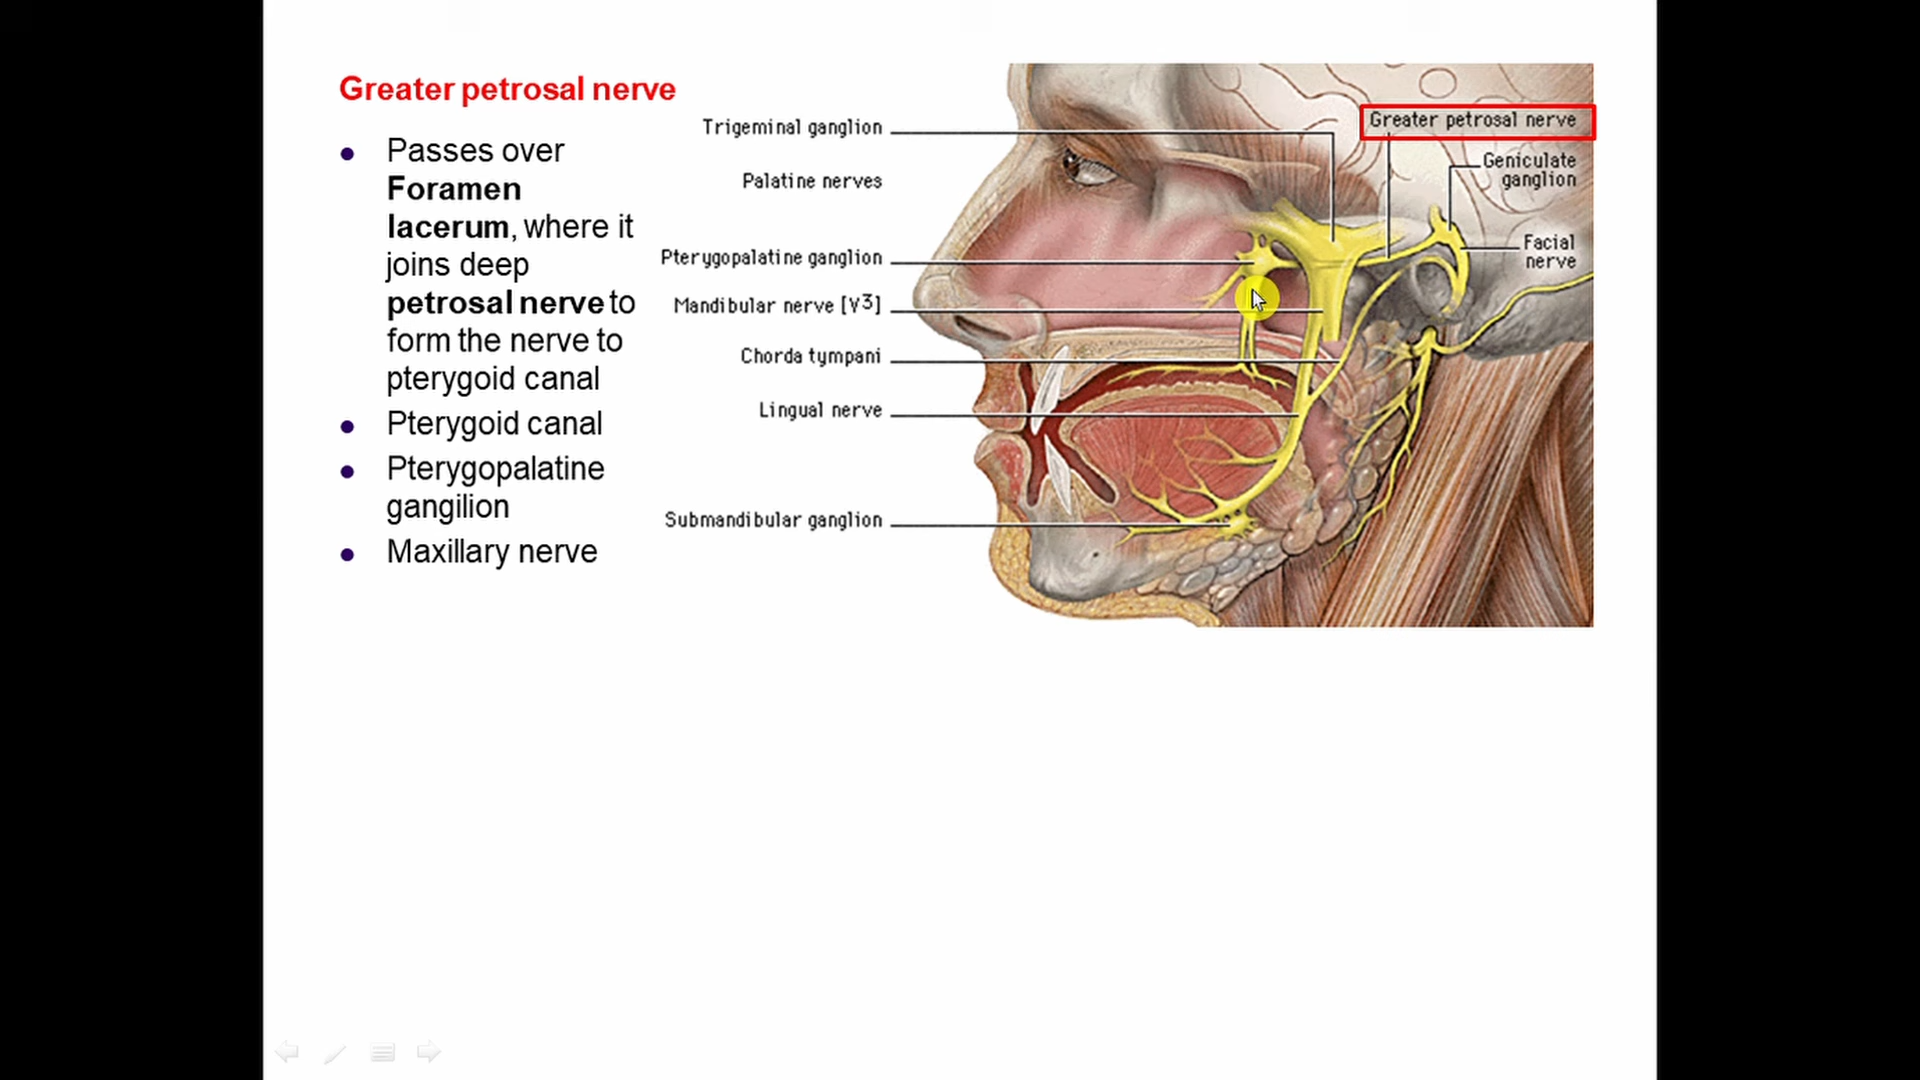 Greater petrosal nerve
Passes over
Foramen
lacerum, where it
joins deep
petrosal nerve to
form the nerve to
pterygoid canal
Pterygoid canal
Pterygopalatine
gangilion
Maxillary nerve
Trigeminal ganglion
Palatine nerves
Pterygopalatine ganglion
Mandibular nerve [V3]
Chorda tympani
Lingual nerve
Submandibular ganglion
Greater petrosal nerve
Geniculate
ganglion
Facial
nerve